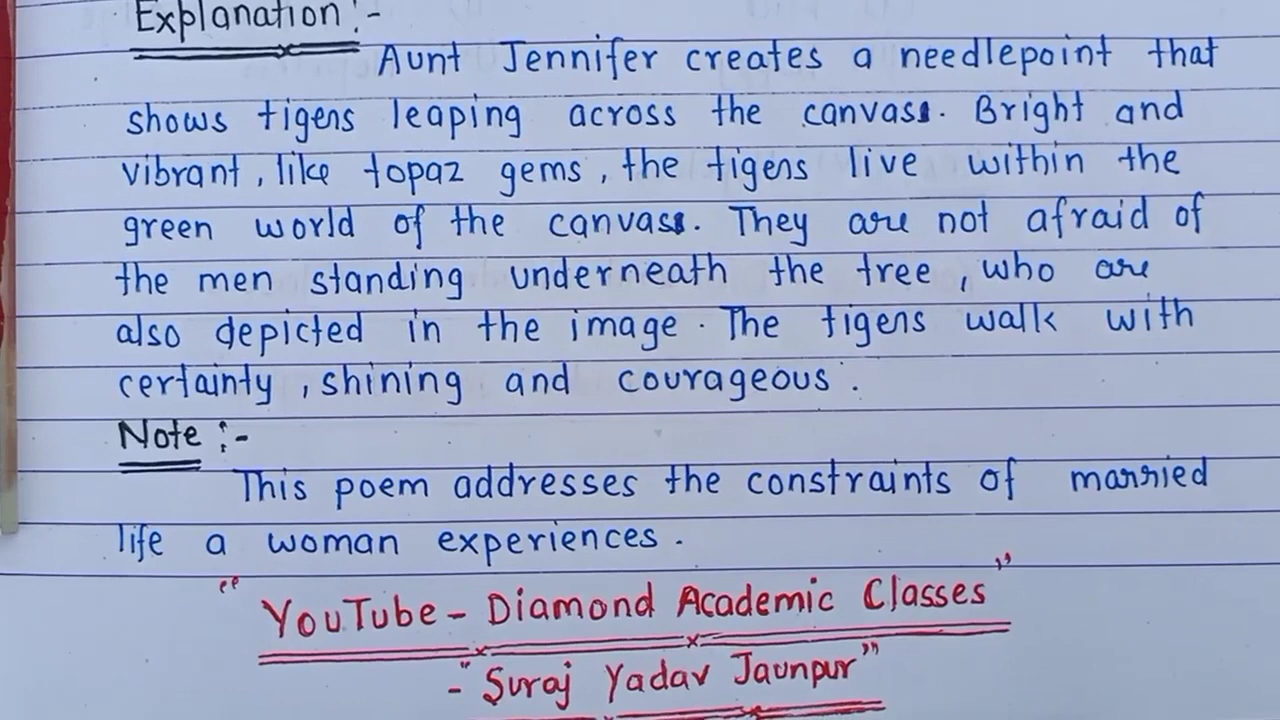 Explanation :-
Aunt Jennifer creates a needlepoint that
shows tigers leaping across the canvass. Bright and
vibrant, like topaz gems, the tigers live within the
green world of the canvass. They are not afraid of
the men standing underneath the tree, who are
also depicted in the image. The tigers walk with
certainty, shining and courageous.
Note :-
This poem addresses the constraints of married
life a woman experiences.
"YouTube - Diamond Academic Classes"
- "Suraj Yadav Jaunpur"